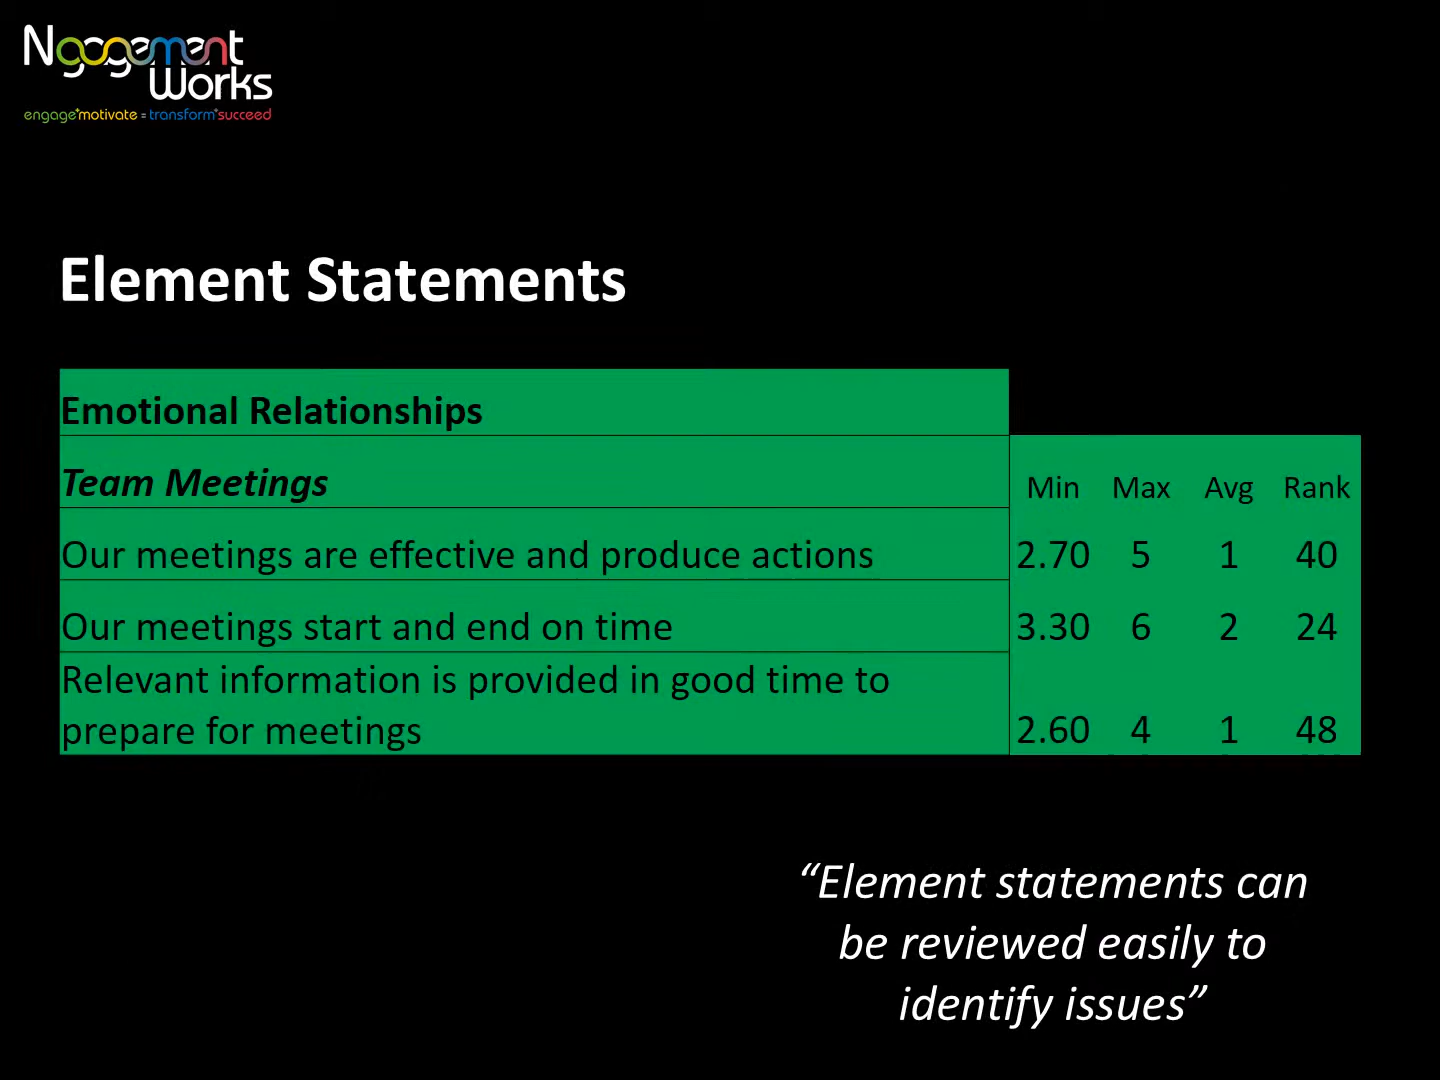 Ngagement
Works
engage+motivate = transform+succeed
Element Statements
Emotional Relationships
Team Meetings Min Max Avg Rank
Our meetings are effective and produce actions 2.70 5 1 40
Our meetings start and end on time 3.30 6 2 24
Relevant information is provided in good time to
prepare for meetings 2.60 4 1 48
“Element statements can
be reviewed easily to
identify issues”